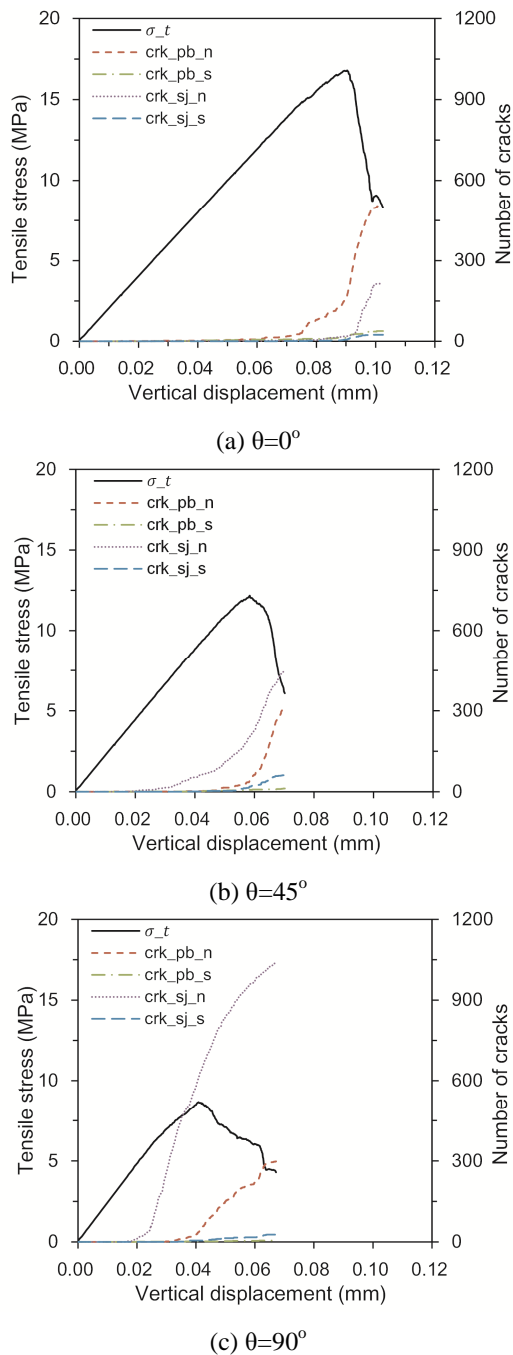 20
15
10
5
0
Tensile stress (MPa)
σ_t
crk_pb_n
crk_pb_s
crk_sj_n
crk_sj_s
1200
900
600
300
0
Number of cracks
0.00 0.02 0.04 0.06 0.08 0.10 0.12
Vertical displacement (mm)
(a) θ=0°
20
15
10
5
0
Tensile stress (MPa)
σ_t
crk_pb_n
crk_pb_s
crk_sj_n
crk_sj_s
1200
900
600
300
0
Number of cracks
0.00 0.02 0.04 0.06 0.08 0.10 0.12
Vertical displacement (mm)
(b) θ=45°
20
15
10
5
0
Tensile stress (MPa)
σ_t
crk_pb_n
crk_pb_s
crk_sj_n
crk_sj_s
1200
900
600
300
0
Number of cracks
0.00 0.02 0.04 0.06 0.08 0.10 0.12
Vertical displacement (mm)
(c) θ=90°